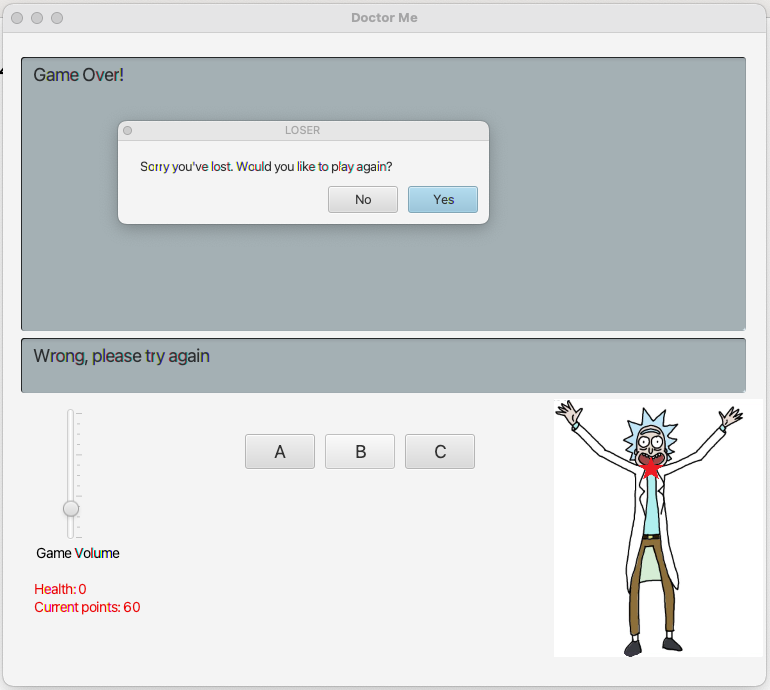 Doctor Me
Game Over!
LOSER
Sorry you've lost. Would you like to play again?
No
Yes
Wrong, please try again
A
B
C
Game Volume
Health: 0
Current points: 60